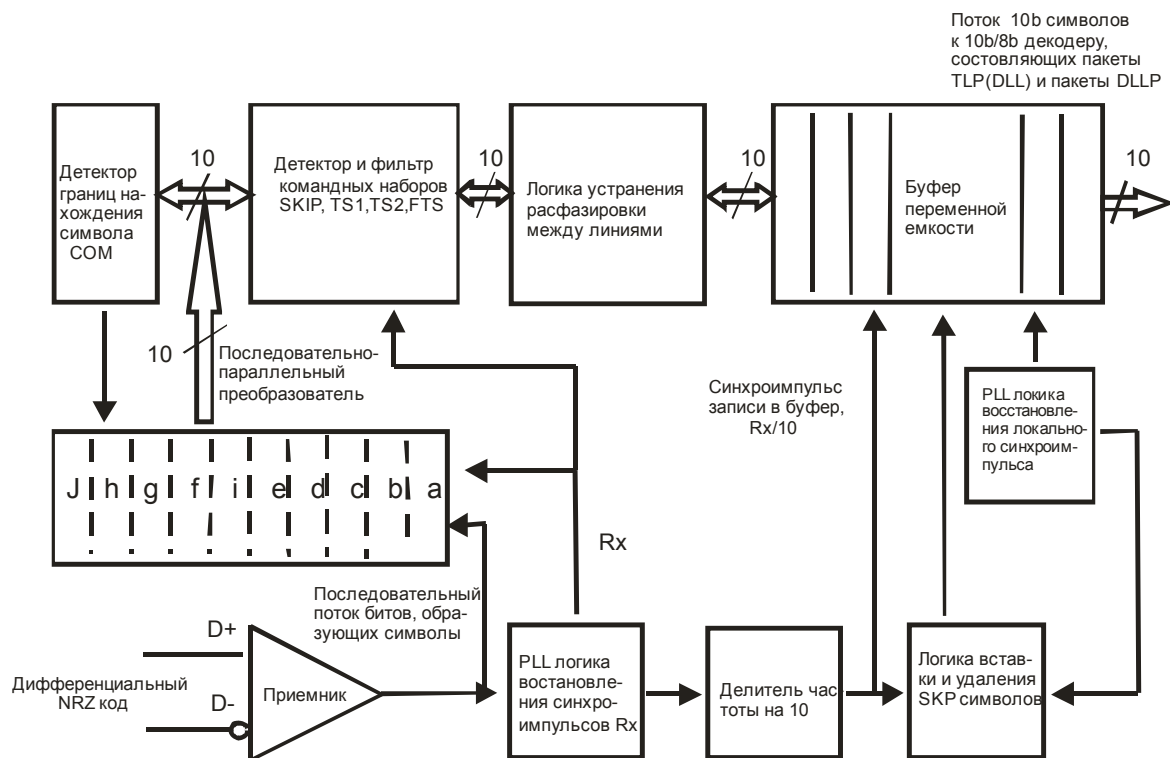 Поток 10b символов
к 10b/8b декодеру,
состовляющих пакеты
TLP(DLL) и пакеты DLLP
Детектор
границ на-
хождения
символа
COM
10
Детектор и фильтр
командных наборов
SKIP, TS1,TS2,FTS
10
Логика устранения
расфазировки
между линиями
10
Буфер
переменной
емкости
10
10
Последовательно-
параллельный
преобразователь
Синхроимпульс
записи в буфер,
Rx/10
PLL локика
восстановле-
ния локально-
го синхроим-
пульса
J h g f i e d c b a
Rx
Последовательный
поток битов, обра-
зующих символы
D+
Дифференциальный
NRZ код
D-
Приемник
PLL логика
востановле-
ния синхро-
импульсов Rx
Делитель час-
тоты на 10
Логика встав-
ки и удаления
SKP символов